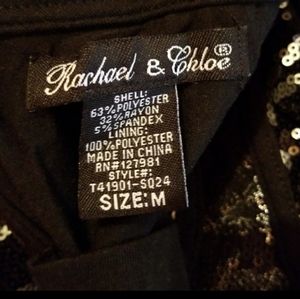 Rachael & Chloe®
SHELL:
63%POLYESTER
32%RAYON
5%SPANDEX
LINING:
100%POLYESTER
MADE IN CHINA
RN#127981
STYLE#:
T41901-SQ24
SIZE:M